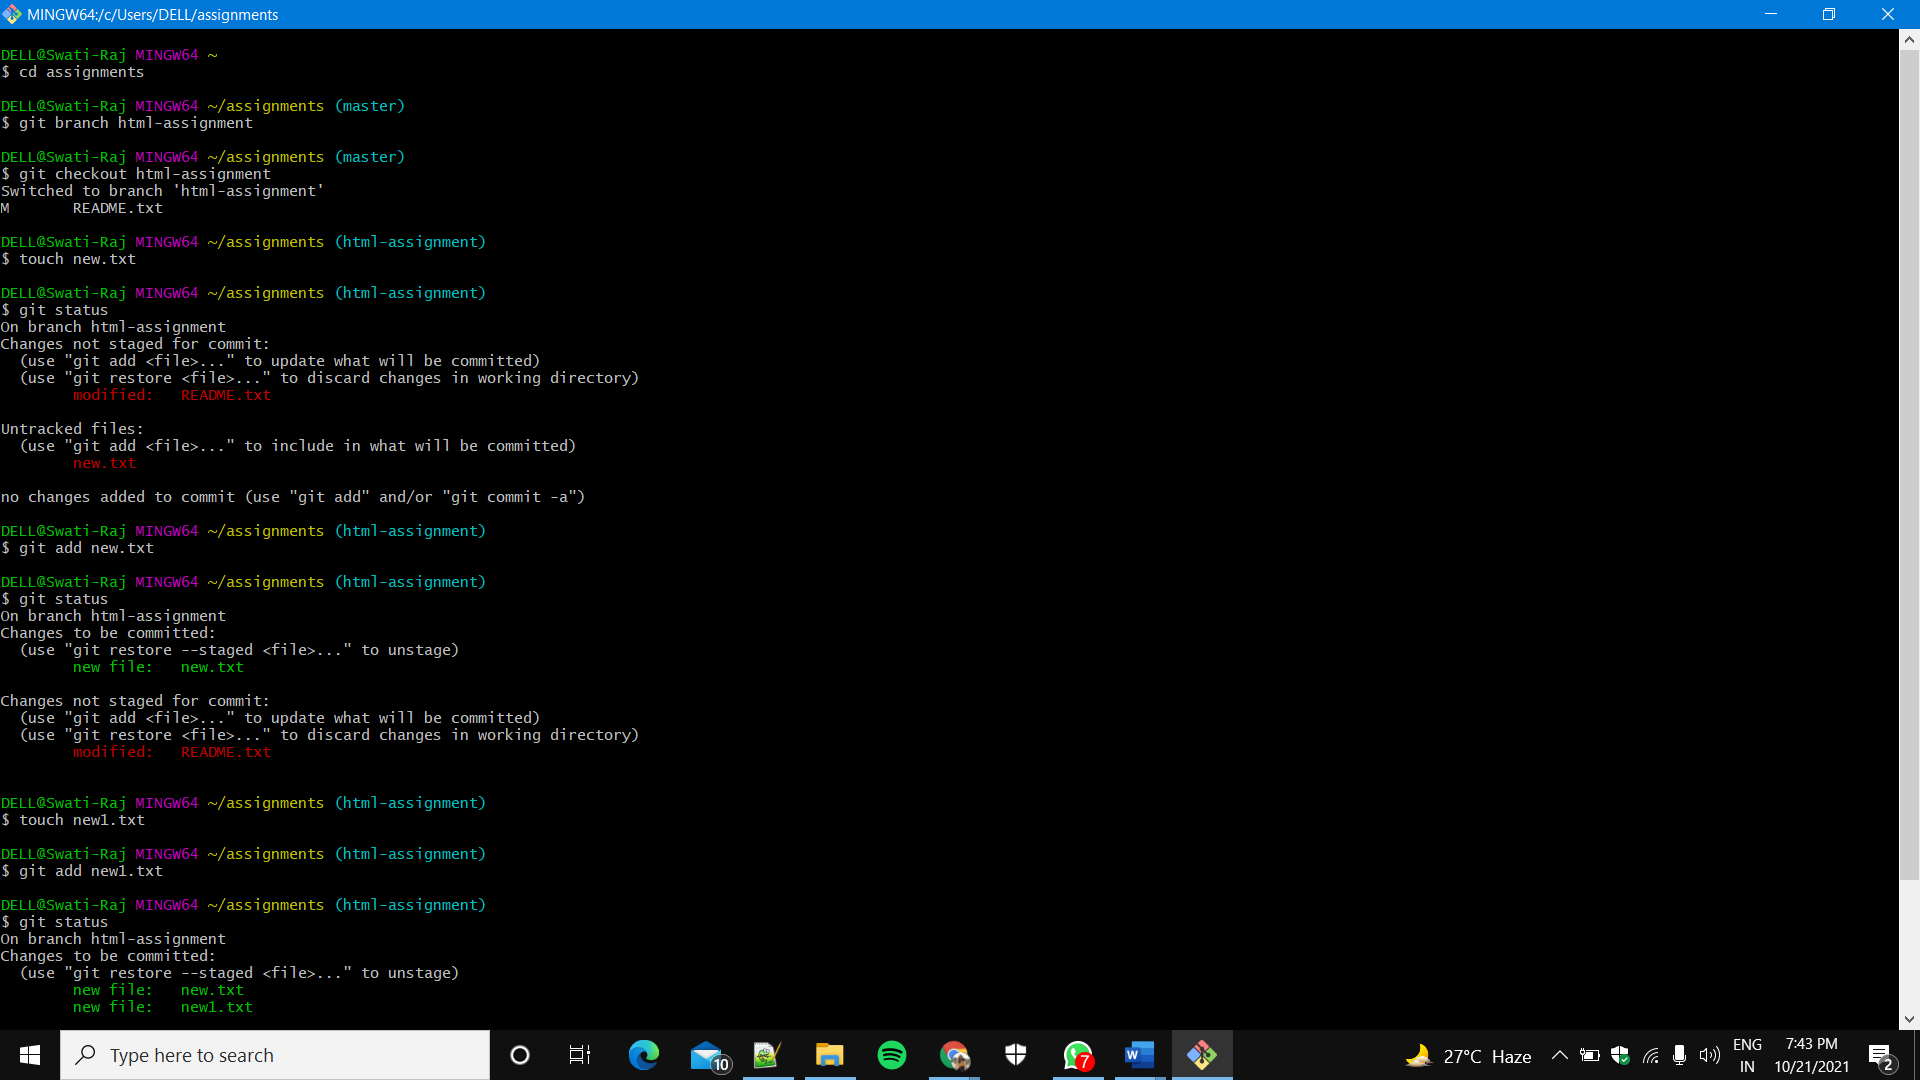 MINGW64:/c/Users/DELL/assignments
DELL@Swati-Raj MINGW64 ~
$ cd assignments
DELL@Swati-Raj MINGW64 ~/assignments (master)
$ git branch html-assignment
DELL@Swati-Raj MINGW64 ~/assignments (master)
$ git checkout html-assignment
Switched to branch 'html-assignment'
M       README.txt
DELL@Swati-Raj MINGW64 ~/assignments (html-assignment)
$ touch new.txt
DELL@Swati-Raj MINGW64 ~/assignments (html-assignment)
$ git status
On branch html-assignment
Changes not staged for commit:
  (use "git add <file>..." to update what will be committed)
  (use "git restore <file>..." to discard changes in working directory)
        modified:   README.txt
Untracked files:
  (use "git add <file>..." to include in what will be committed)
        new.txt
no changes added to commit (use "git add" and/or "git commit -a")
DELL@Swati-Raj MINGW64 ~/assignments (html-assignment)
$ git add new.txt
DELL@Swati-Raj MINGW64 ~/assignments (html-assignment)
$ git status
On branch html-assignment
Changes to be committed:
  (use "git restore --staged <file>..." to unstage)
        new file:   new.txt
Changes not staged for commit:
  (use "git add <file>..." to update what will be committed)
  (use "git restore <file>..." to discard changes in working directory)
        modified:   README.txt
DELL@Swati-Raj MINGW64 ~/assignments (html-assignment)
$ touch new1.txt
DELL@Swati-Raj MINGW64 ~/assignments (html-assignment)
$ git add new1.txt
DELL@Swati-Raj MINGW64 ~/assignments (html-assignment)
$ git status
On branch html-assignment
Changes to be committed:
  (use "git restore --staged <file>..." to unstage)
        new file:   new.txt
        new file:   new1.txt
Type here to search
10
7
W
27°C Haze
ENG
IN
7:43 PM
10/21/2021
2